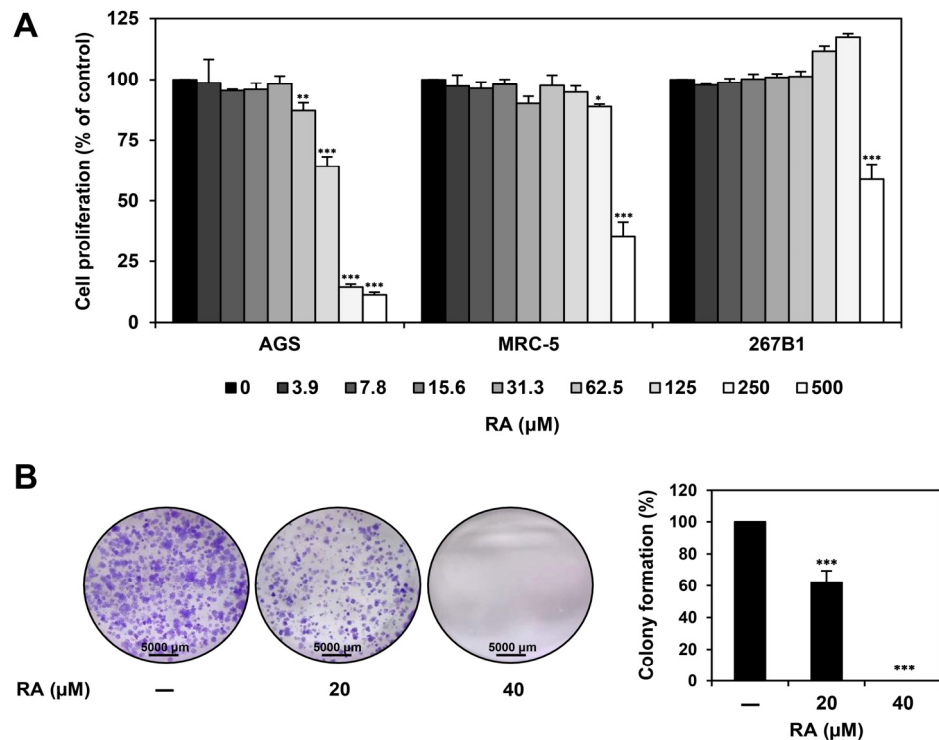 A
Cell proliferation (% of control)
125
100
75
50
25
0
**
***
***
***
*
***
***
AGS MRC-5 267B1
0 3.9 7.8 15.6 31.3 62.5 125 250 500
RA (µM)
B
5000 µm 5000 µm 5000 µm
RA (µM) — 20 40
Colony formation (%)
120
100
80
60
40
20
0
***
***
— 20 40
RA (µM)